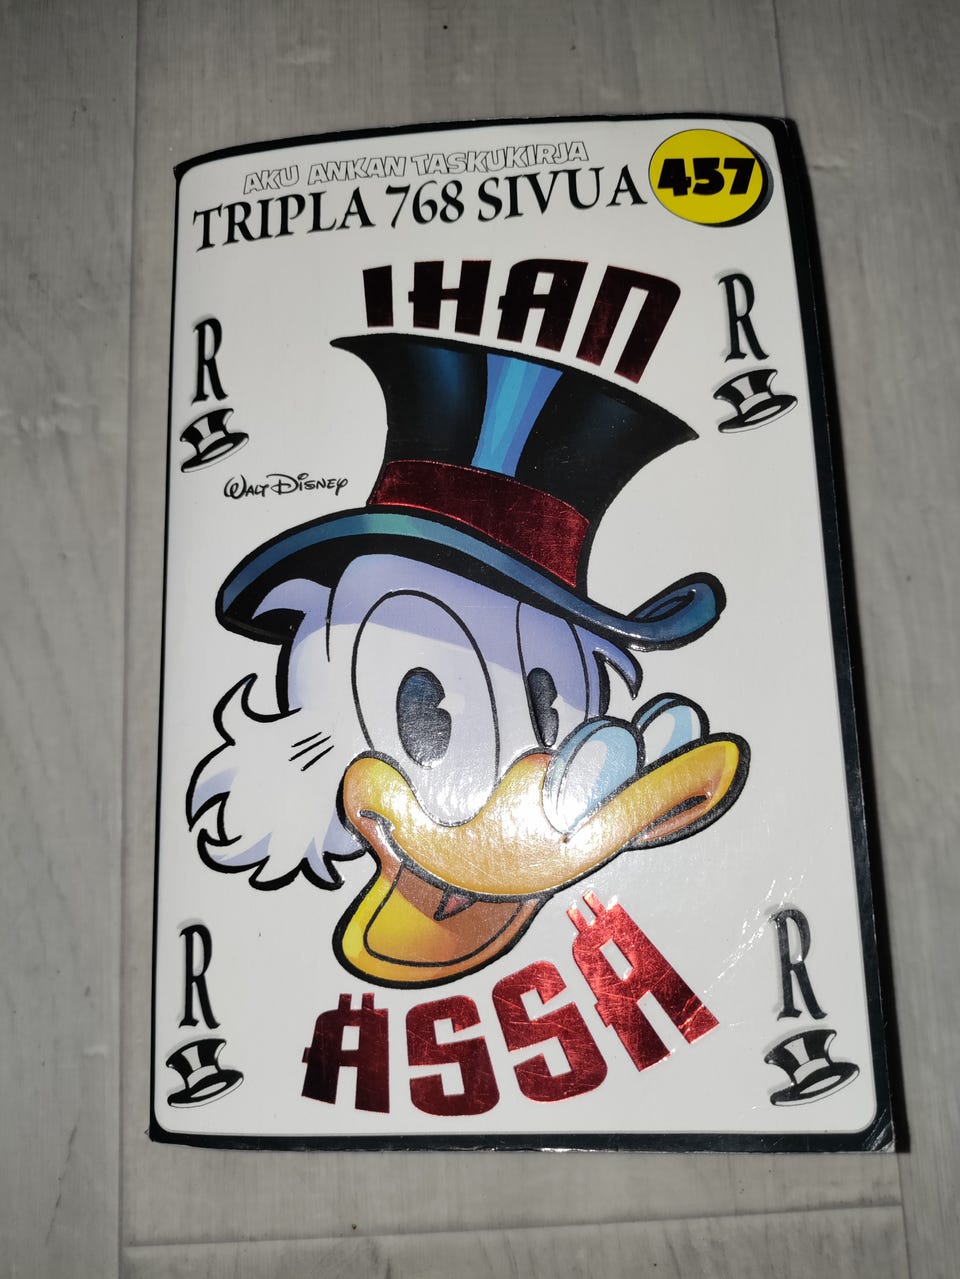 AKU ANKAN TASKUKIRJA
457
TRIPLA 768 SIVUA
IHAN
R
R
WALT DISNEY
ÄSSÄ
R
R